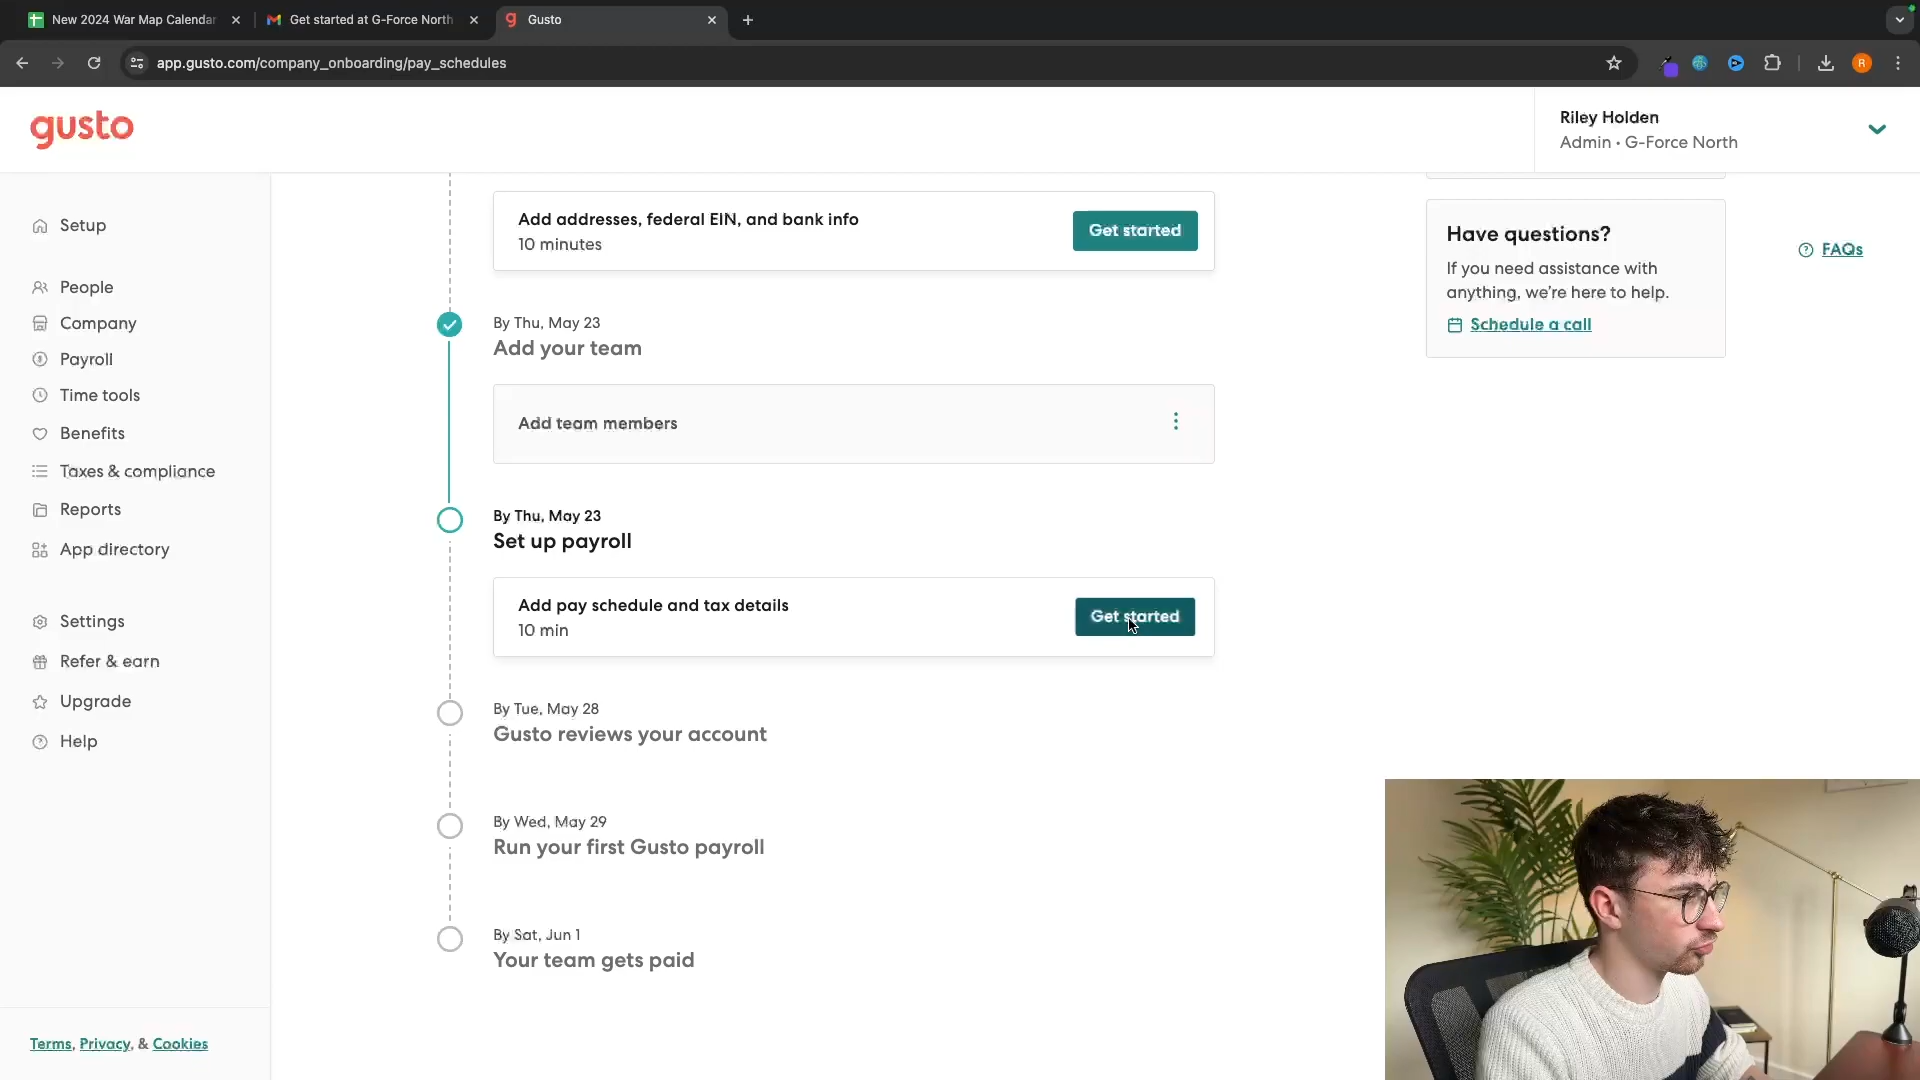 New 2024 War Map Calendar
Get started at G-Force North
Gusto
app.gusto.com/company_onboarding/pay_schedules
R
gusto
Riley Holden
Admin • G-Force North
Setup
People
Company
Payroll
Time tools
Benefits
Taxes & compliance
Reports
App directory
Settings
Refer & earn
Upgrade
Help
Terms, Privacy, & Cookies
Add addresses, federal EIN, and bank info
10 minutes
Get started
By Thu, May 23
Add your team
Add team members
By Thu, May 23
Set up payroll
Add pay schedule and tax details
10 min
Get started
By Tue, May 28
Gusto reviews your account
By Wed, May 29
Run your first Gusto payroll
By Sat, Jun 1
Your team gets paid
Have questions?
If you need assistance with
anything, we're here to help.
Schedule a call
FAQs